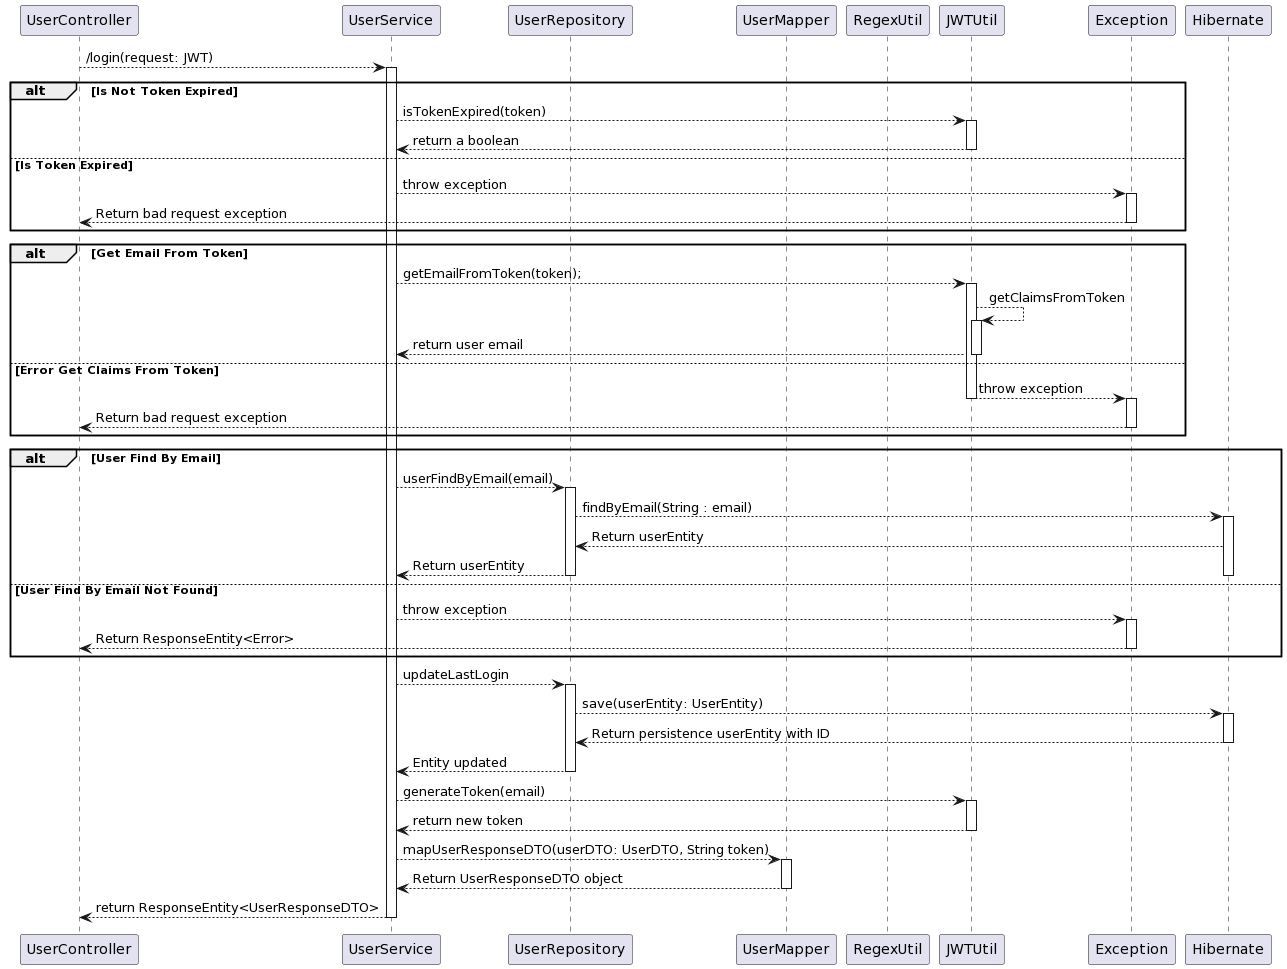 UserController UserService UserRepository UserMapper RegexUtil JWTUtil Exception Hibernate
/login(request: JWT)
alt [Is Not Token Expired]
isTokenExpired(token)
return a boolean
[Is Token Expired]
throw exception
Return bad request exception
alt [Get Email From Token]
getEmailFromToken(token);
getClaimsFromToken
return user email
[Error Get Claims From Token]
throw exception
Return bad request exception
alt [User Find By Email]
userFindByEmail(email)
findByEmail(String : email)
Return userEntity
Return userEntity
[User Find By Email Not Found]
throw exception
Return ResponseEntity<Error>
updateLastLogin
save(userEntity: UserEntity)
Return persistence userEntity with ID
Entity updated
generateToken(email)
return new token
mapUserResponseDTO(userDTO: UserDTO, String token)
Return UserResponseDTO object
return ResponseEntity<UserResponseDTO>
UserController UserService UserRepository UserMapper RegexUtil JWTUtil Exception Hibernate